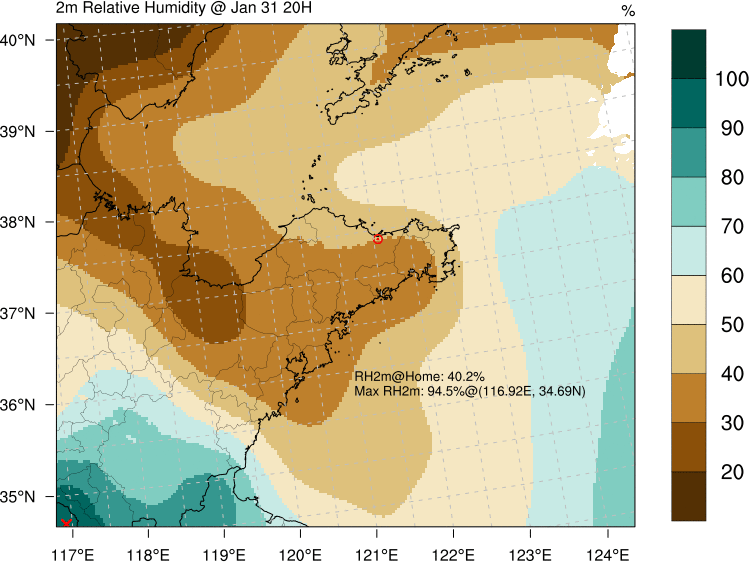 2m Relative Humidity @ Jan 31 20H
%
40°N
39°N
38°N
37°N
36°N
35°N
117°E
118°E
119°E
120°E
121°E
122°E
123°E
124°E
RH2m@Home: 40.2%
Max RH2m: 94.5%@(116.92E, 34.69N)
100
90
80
70
60
50
40
30
20